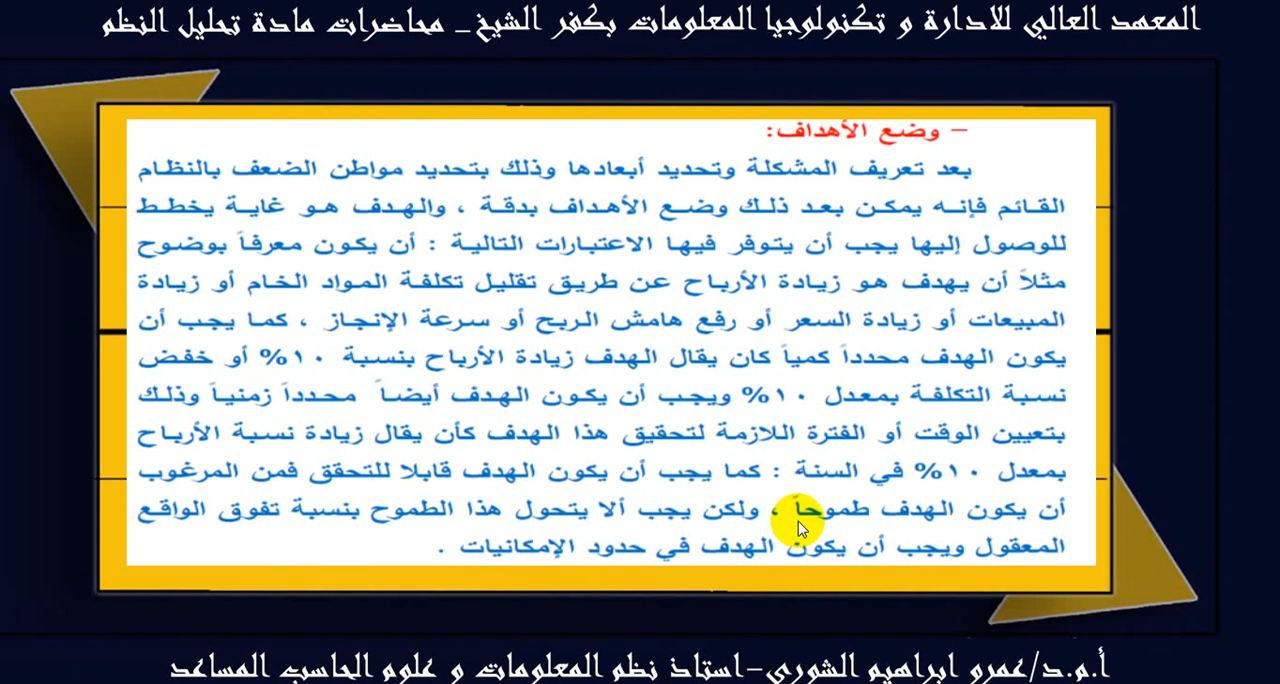 المعهد العالي للادارة و تكنولوجيا المعلومات بكفر الشيخ_ محاضرات مادة تحليل النظم
– وضع الأهداف:
بعد تعريف المشكلة وتحديد أبعادها وذلك بتحديد مواطن الضعف بالنظام
القائم فإنه يمكن بعد ذلك وضع الأهداف بدقة ، والهدف هو غاية يخطط
للوصول إليها يجب أن يتوفر فيها الاعتبارات التالية : أن يكون معرفاً بوضوح
مثلاً أن يهدف هو زيادة الأرباح عن طريق تقليل تكلفة المواد الخام أو زيادة
المبيعات أو زيادة السعر أو رفع هامش الربح أو سرعة الإنجاز ، كما يجب أن
يكون الهدف محدداً كمياً كان يقال الهدف زيادة الأرباح بنسبة ١٠% أو خفض
نسبة التكلفة بمعدل ١٠% ويجب أن يكون الهدف أيضاً محدداً زمنياً وذلك
بتعيين الوقت أو الفترة اللازمة لتحقيق هذا الهدف كأن يقال زيادة نسبة الأرباح
بمعدل ١٠% في السنة : كما يجب أن يكون الهدف قابلا للتحقق فمن المرغوب
أن يكون الهدف طموحاً ، ولكن يجب ألا يتحول هذا الطموح بنسبة تفوق الواقع
المعقول ويجب أن يكون الهدف في حدود الإمكانيات .
أ.م.د/عمرو ابراهيم الشورى-استاذ نظم المعلومات و علوم الحاسب المساعد